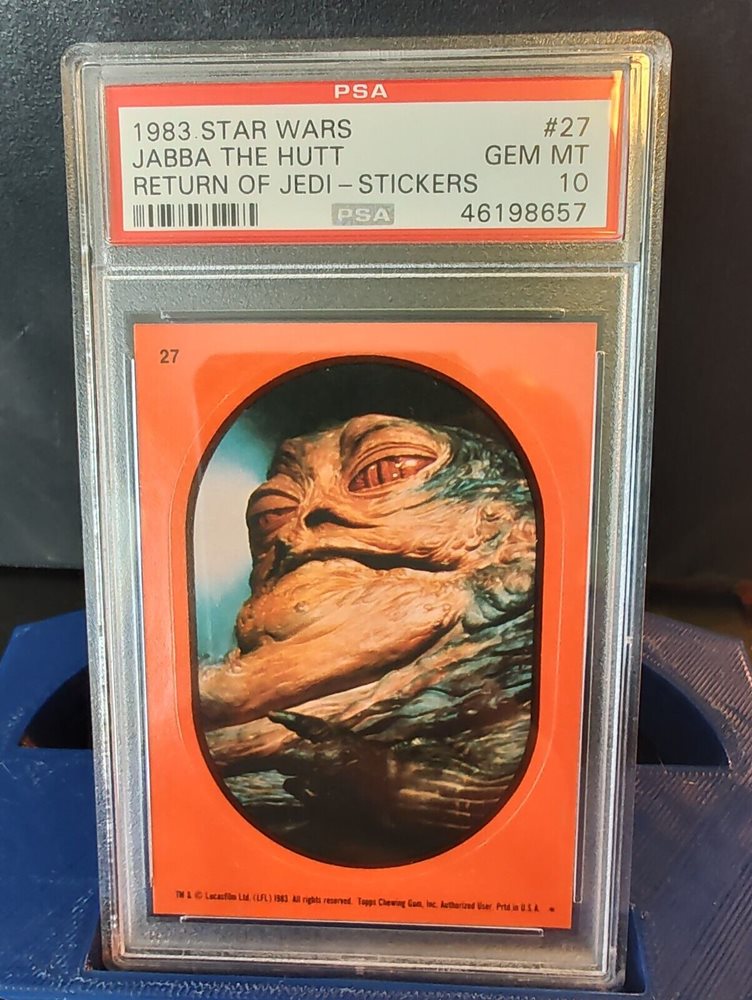 PSA
1983 STAR WARS #27
JABBA THE HUTT GEM MT
RETURN OF JEDI – STICKERS 10
PSA 46198657
27
TM & © Lucasfilm Ltd. (LFL) 1983 All rights reserved. Topps Chewing Gum, Inc. Authorized User. Prtd. in U.S.A. *